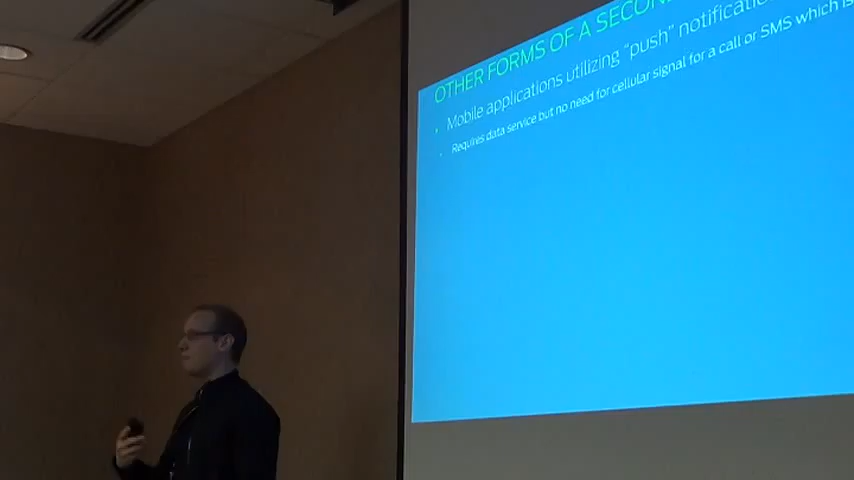 OTHER FORMS OF A SECON
Mobile applications utilizing "push" notificatio
Requires data service but no need for cellular signal for a call or SMS which is